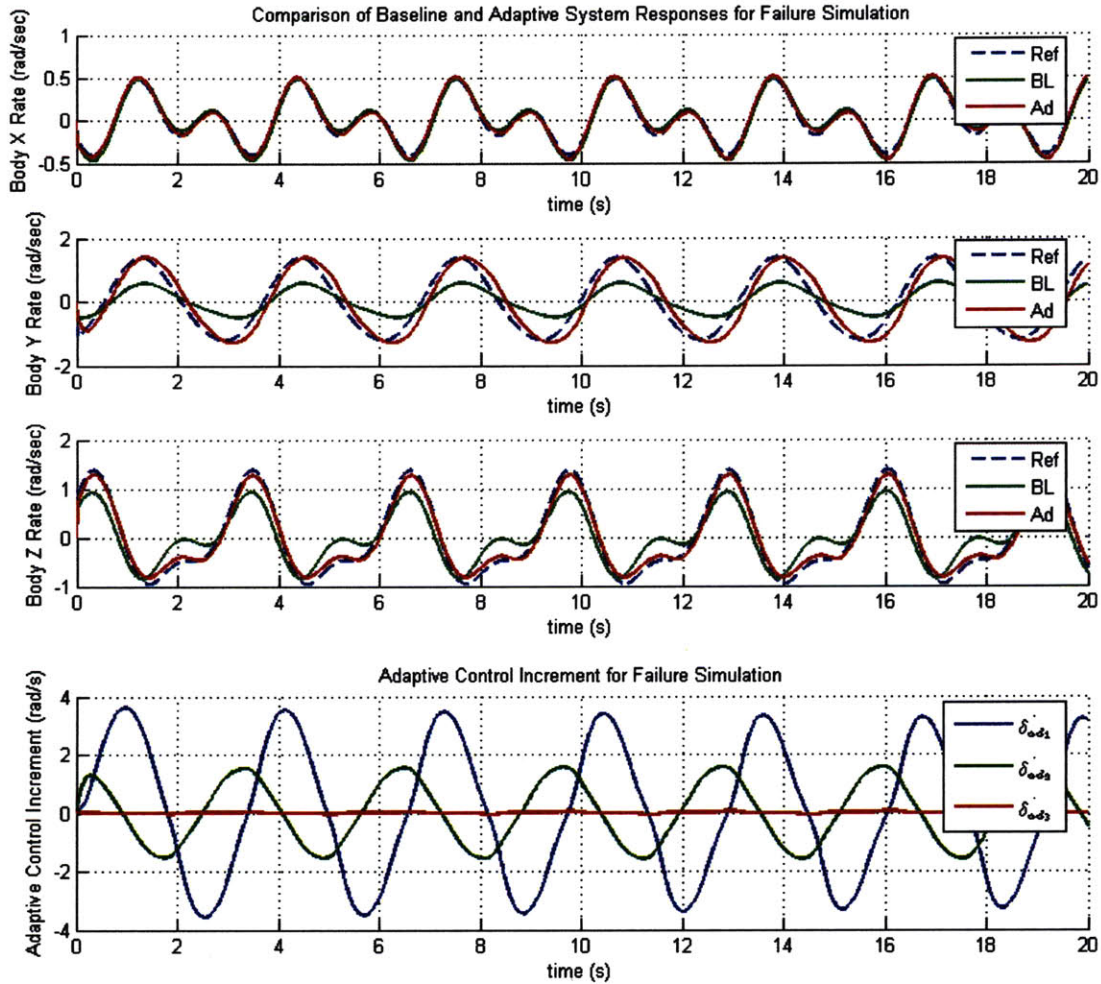 Comparison of Baseline and Adaptive System Responses for Failure Simulation
Body X Rate (rad/sec)
1
0.5
0
-0.5
0 2 4 6 8 10 12 14 16 18 20
time (s)
Ref
BL
Ad
Body Y Rate (rad/sec)
2
0
-2
0 2 4 6 8 10 12 14 16 18 20
time (s)
Ref
BL
Ad
Body Z Rate (rad/sec)
2
1
0
-1
0 2 4 6 8 10 12 14 16 18 20
time (s)
Ref
BL
Ad
Adaptive Control Increment for Failure Simulation
Adaptive Control Increment (rad/s)
4
2
0
-2
-4
0 2 4 6 8 10 12 14 16 18 20
time (s)
δad1
δad2
δad3